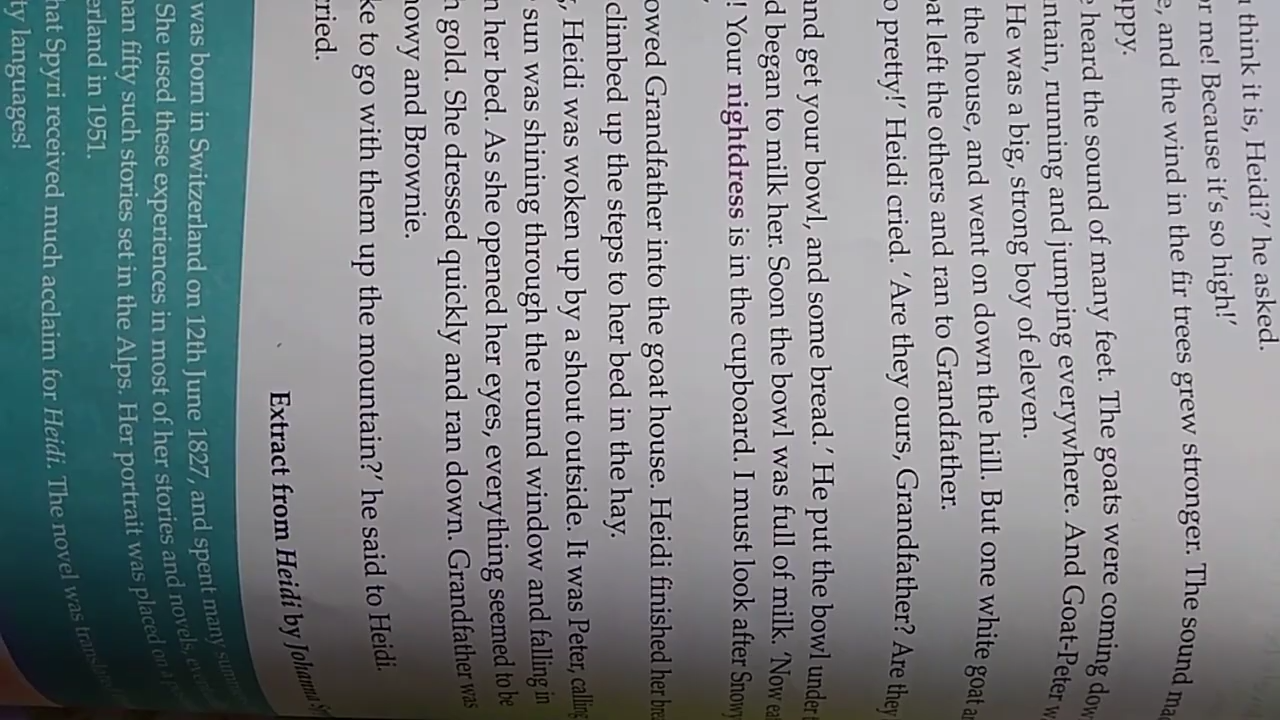 think it is, Heidi?' he asked.
or me! Because it's so high!'
e, and the wind in the fir trees grew stronger. The sound
appy.
heard the sound of many feet. The goats were coming
ntain, running and jumping everywhere. And Goat-Peter
He was a big, strong boy of eleven.
the house, and went on down the hill. But one white goat
at left the others and ran to Grandfather.
o pretty!' Heidi cried. 'Are they ours, Grandfather? Are they
and get your bowl, and some bread.' He put the bowl under
d began to milk her. Soon the bowl was full of milk. 'Now
! Your nightdress is in the cupboard. I must look after
owed Grandfather into the goat house. Heidi finished her
climbed up the steps to her bed in the hay.
, Heidi was woken up by a shout outside. It was Peter, calling
sun was shining through the round window and falling in
n her bed. As she opened her eyes, everything seemed to be
gold. She dressed quickly and ran down. Grandfather was
nowy and Brownie.
ke to go with them up the mountain?' he said to Heidi.
ried.
Extract from Heidi by Johanna
was born in Switzerland on 12th June 1827, and spent many
She used these experiences in most of her stories and novels,
an fifty such stories set in the Alps. Her portrait was placed on a
erland in 1951.
hat Spyri received much acclaim for Heidi. The novel was
ty languages!